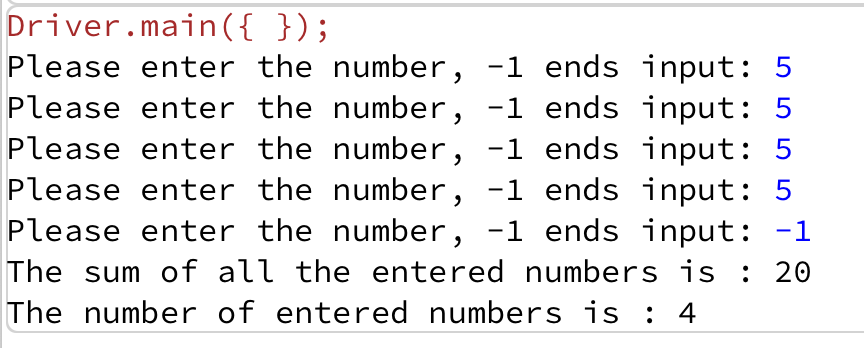 Driver.main({ });
Please enter the number, -1 ends input: 5
Please enter the number, -1 ends input: 5
Please enter the number, -1 ends input: 5
Please enter the number, -1 ends input: 5
Please enter the number, -1 ends input: -1
The sum of all the entered numbers is : 20
The number of entered numbers is : 4